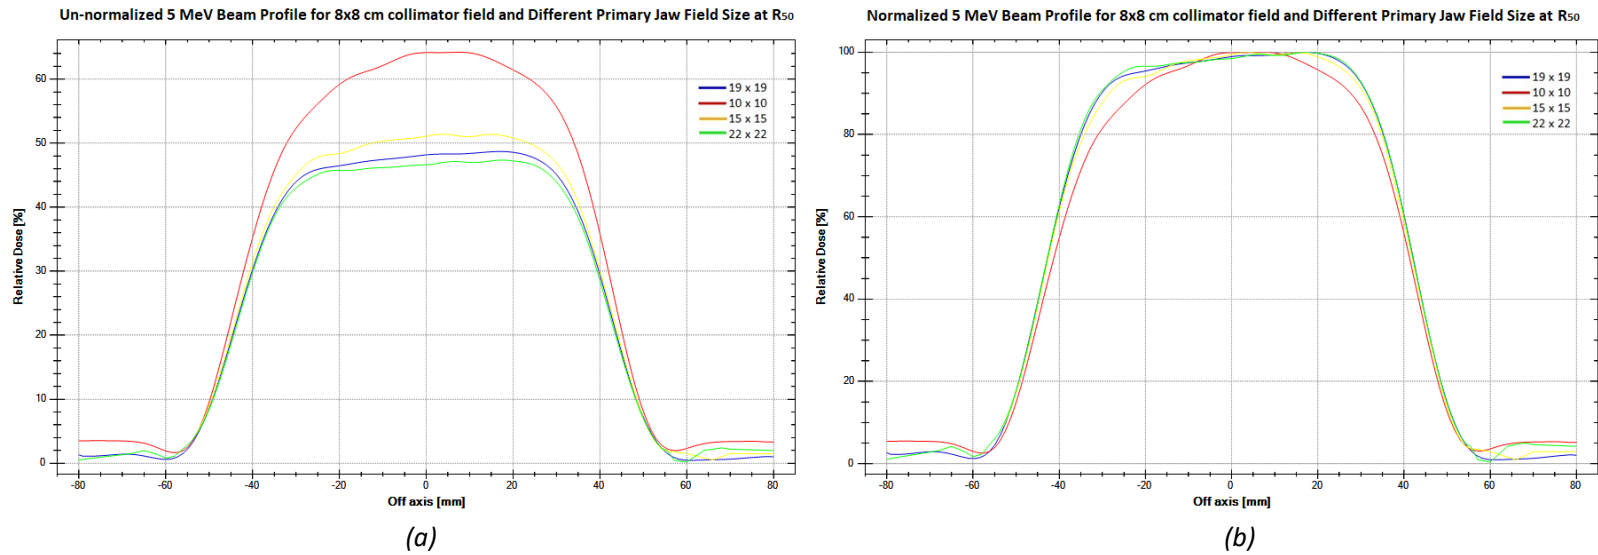 Un-normalized 5 MeV Beam Profile for 8x8 cm collimator field and Different Primary Jaw Field Size at R50
Relative Dose [%]
60
50
40
30
20
10
0
-80 -60 -40 -20 0 20 40 60 80
Off axis [mm]
19 x 19
10 x 10
15 x 15
22 x 22
(a)
Normalized 5 MeV Beam Profile for 8x8 cm collimator field and Different Primary Jaw Field Size at R50
Relative Dose [%]
100
80
60
40
20
0
-80 -60 -40 -20 0 20 40 60 80
Off axis [mm]
19 x 19
10 x 10
15 x 15
22 x 22
(b)